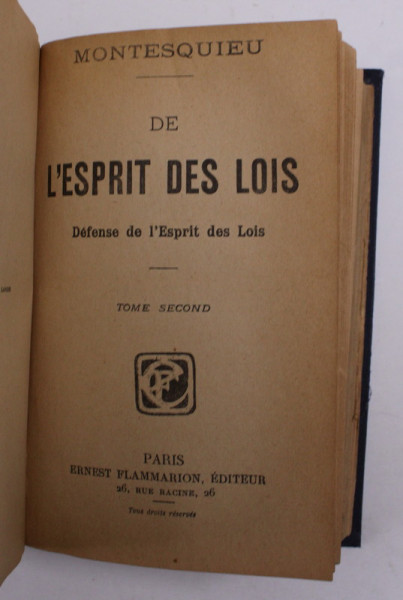 MONTESQUIEU
DE
L'ESPRIT DES LOIS
Défense de l'Esprit des Lois
TOME SECOND
PARIS
ERNEST FLAMMARION, ÉDITEUR
26, RUE RACINE, 26
Tous droits réservés